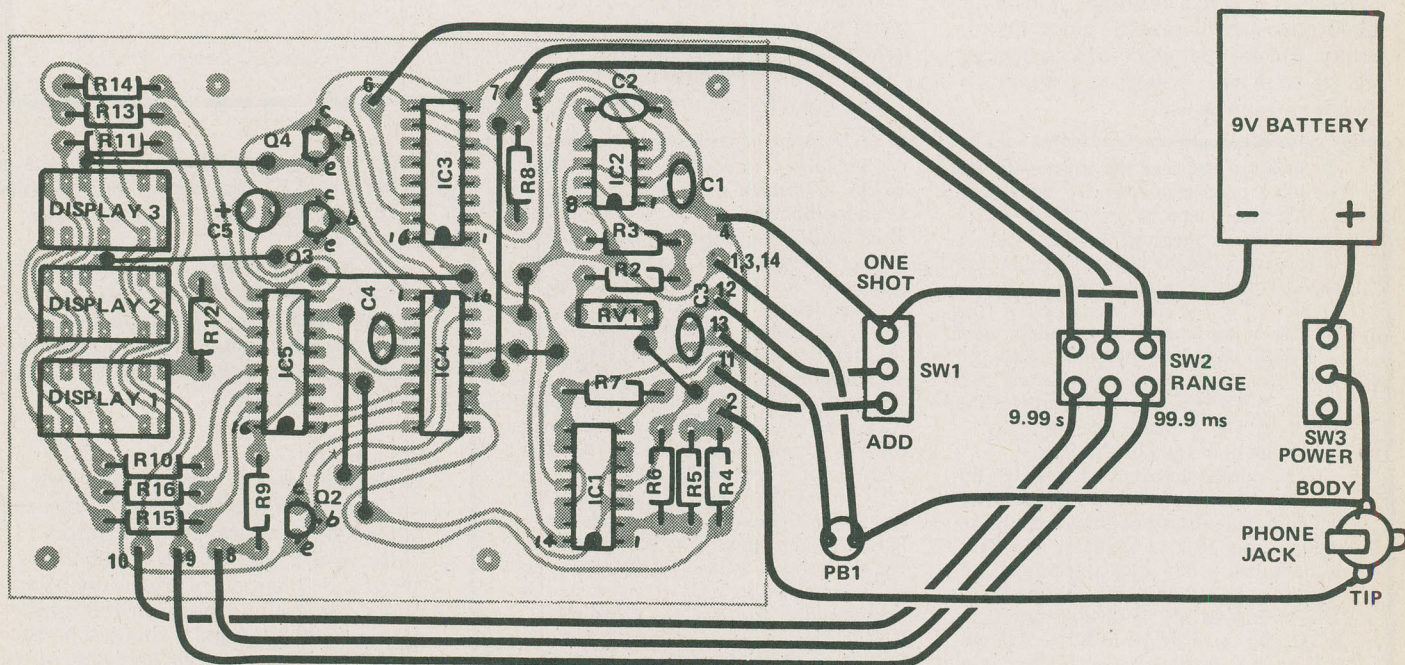 R14
R13
R11
DISPLAY 3
DISPLAY 2
DISPLAY 1
R10
R16
R15
10
9
8
+
C5
Q4
c
b
e
c
b
e
Q3
R12
IC5
16
1
R9
Q2
c
b
e
C4
6
IC3
16
1
7
5
R8
C2
IC2
8
1
C1
4
R3
R2
RV1
C3
1,3,14
12
13
11
2
1
16
IC4
R7
IC1
14
1
R6
R5
R4
ONE
SHOT
SW1
ADD
PB1
9V BATTERY
- +
SW2
RANGE
9.99 s
99.9 ms
SW3
POWER
BODY
PHONE
JACK
TIP